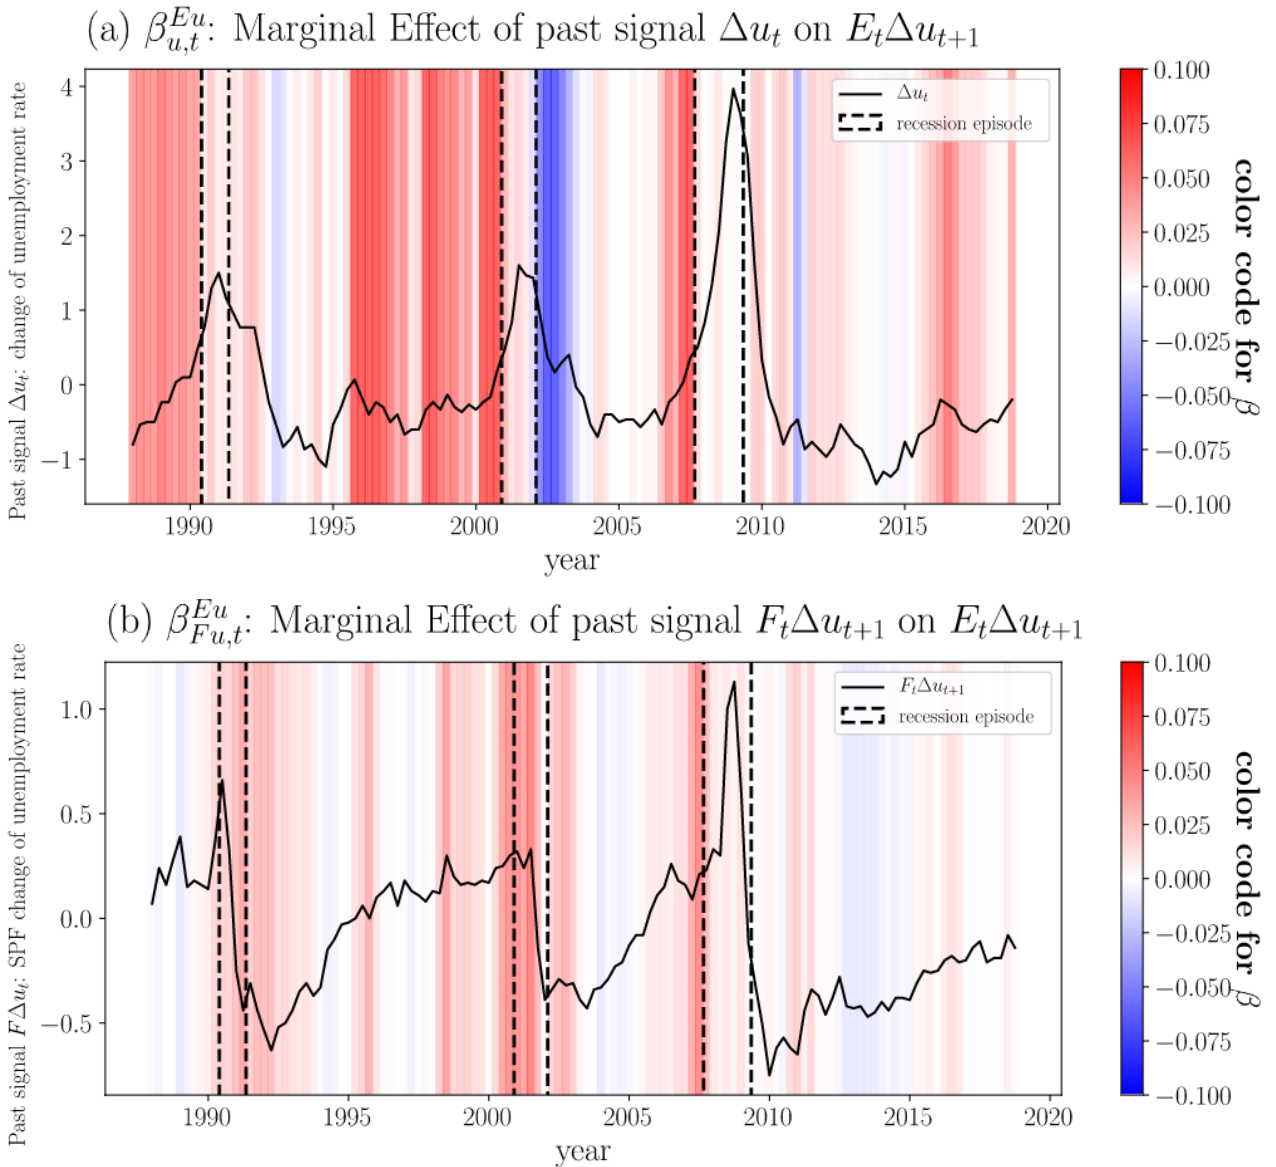 (a) β^{Eu}_{u,t}: Marginal Effect of past signal Δu_t on E_tΔu_{t+1}
Past signal Δu_t: change of unemployment rate
4
3
2
1
0
−1
Δu_t
recession episode
1990 1995 2000 2005 2010 2015 2020
year
0.100
0.075
0.050
0.025
0.000
−0.025
−0.050
−0.075
−0.100
color code for β
(b) β^{Eu}_{Fu,t}: Marginal Effect of past signal F_tΔu_{t+1} on E_tΔu_{t+1}
Past signal FΔu_t: SPF change of unemployment rate
1.0
0.5
0.0
−0.5
F_tΔu_{t+1}
recession episode
1990 1995 2000 2005 2010 2015 2020
year
0.100
0.075
0.050
0.025
0.000
−0.025
−0.050
−0.075
−0.100
color code for β